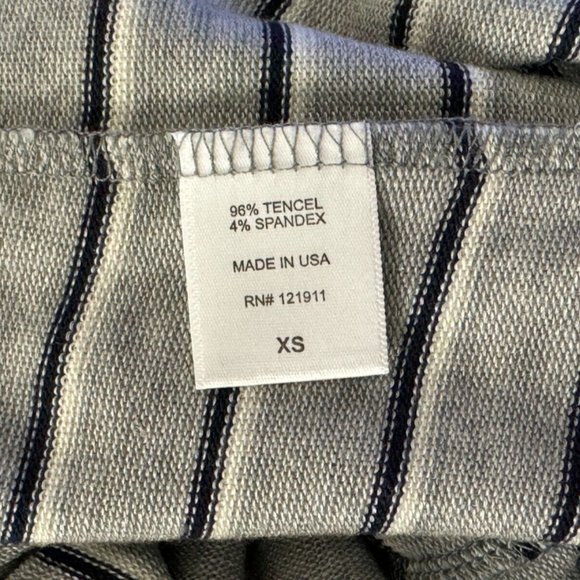 96% TENCEL
4% SPANDEX
MADE IN USA
RN# 121911
XS